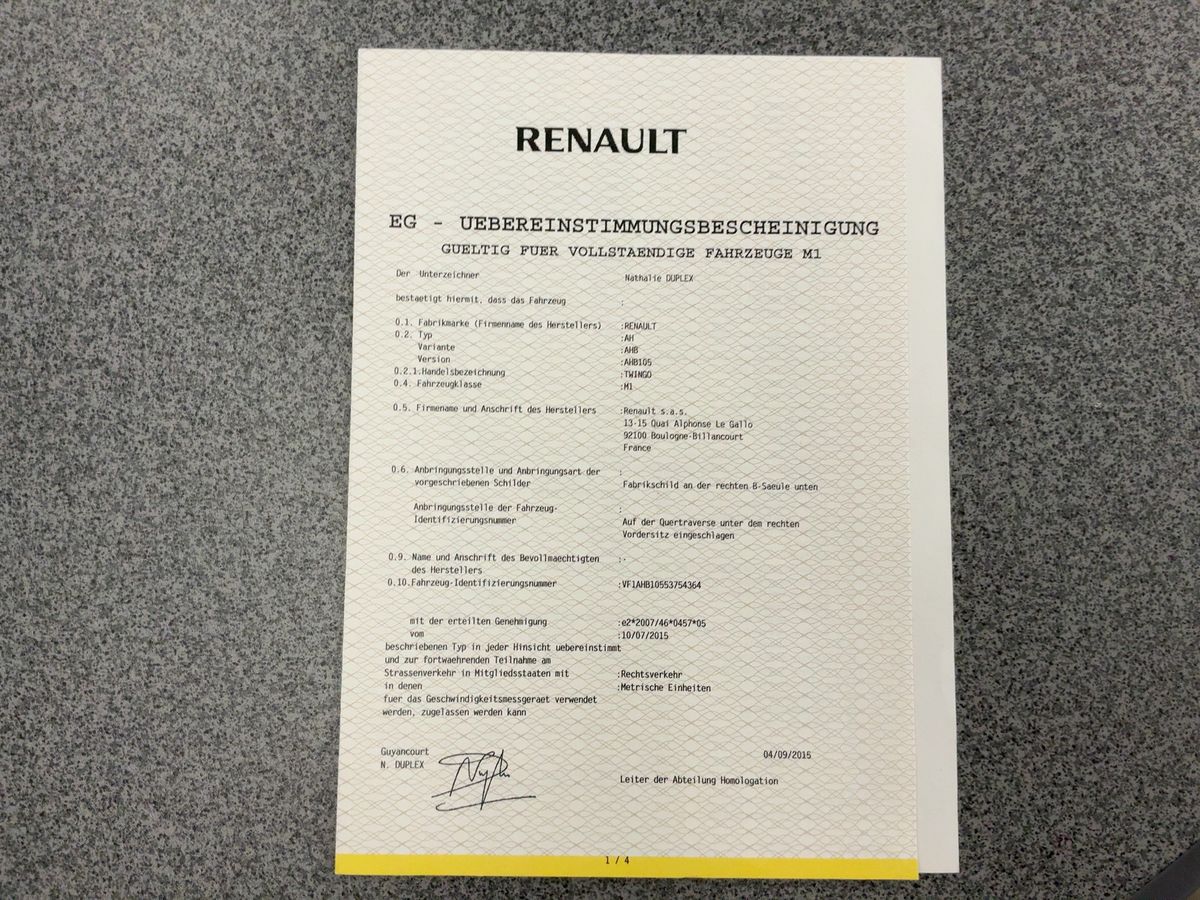 RENAULT
EG - UEBEREINSTIMMUNGSBESCHEINIGUNG
GUELTIG FUER VOLLSTAENDIGE FAHRZEUGE M1
Der Unterzeichner Nathalie DUPLEX
bestaetigt hiermit, dass das Fahrzeug :
0.1. Fabrikmarke (Firmenname des Herstellers) :RENAULT
0.2. Typ :AH
Variante :AHB
Version :AHB105
0.2.1.Handelsbezeichnung :TWINGO
0.4. Fahrzeugklasse :M1
0.5. Firmename und Anschrift des Herstellers :Renault s.a.s.
13-15 Quai Alphonse Le Gallo
92100 Boulogne-Billancourt
France
0.6. Anbringungsstelle und Anbringungsart der :
vorgeschriebenen Schilder Fabrikschild an der rechten B-Saeule unten
Anbringungsstelle der Fahrzeug- :
Identifizierungsnummer Auf der Quertraverse unter dem rechten
Vordersitz eingeschlagen
0.9. Name und Anschrift des Bevollmaechtigten :-
des Herstellers
0.10.Fahrzeug-Identifizierungsnummer :VF1AHB10553754364
mit der erteilten Genehmigung :e2*2007/46*0457*05
vom :10/07/2015
beschriebenen Typ in jeder Hinsicht uebereinstimmt
und zur fortwaehrenden Teilnahme am
Strassenverkehr in Mitgliedsstaaten mit :Rechtsverkehr
in denen :Metrische Einheiten
fuer das Geschwindigkeitsmessgeraet verwendet
werden, zugelassen werden kann
Guyancourt 04/09/2015
N. DUPLEX
Leiter der Abteilung Homologation
1 / 4